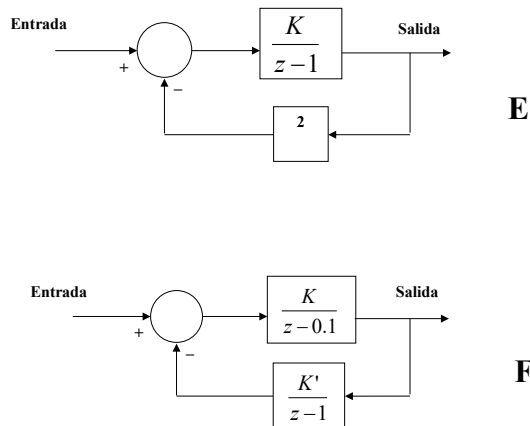 Entrada
Salida
K
z − 1
+
−
2
E
Entrada
Salida
K
z − 0.1
+
−
K'
z − 1
F